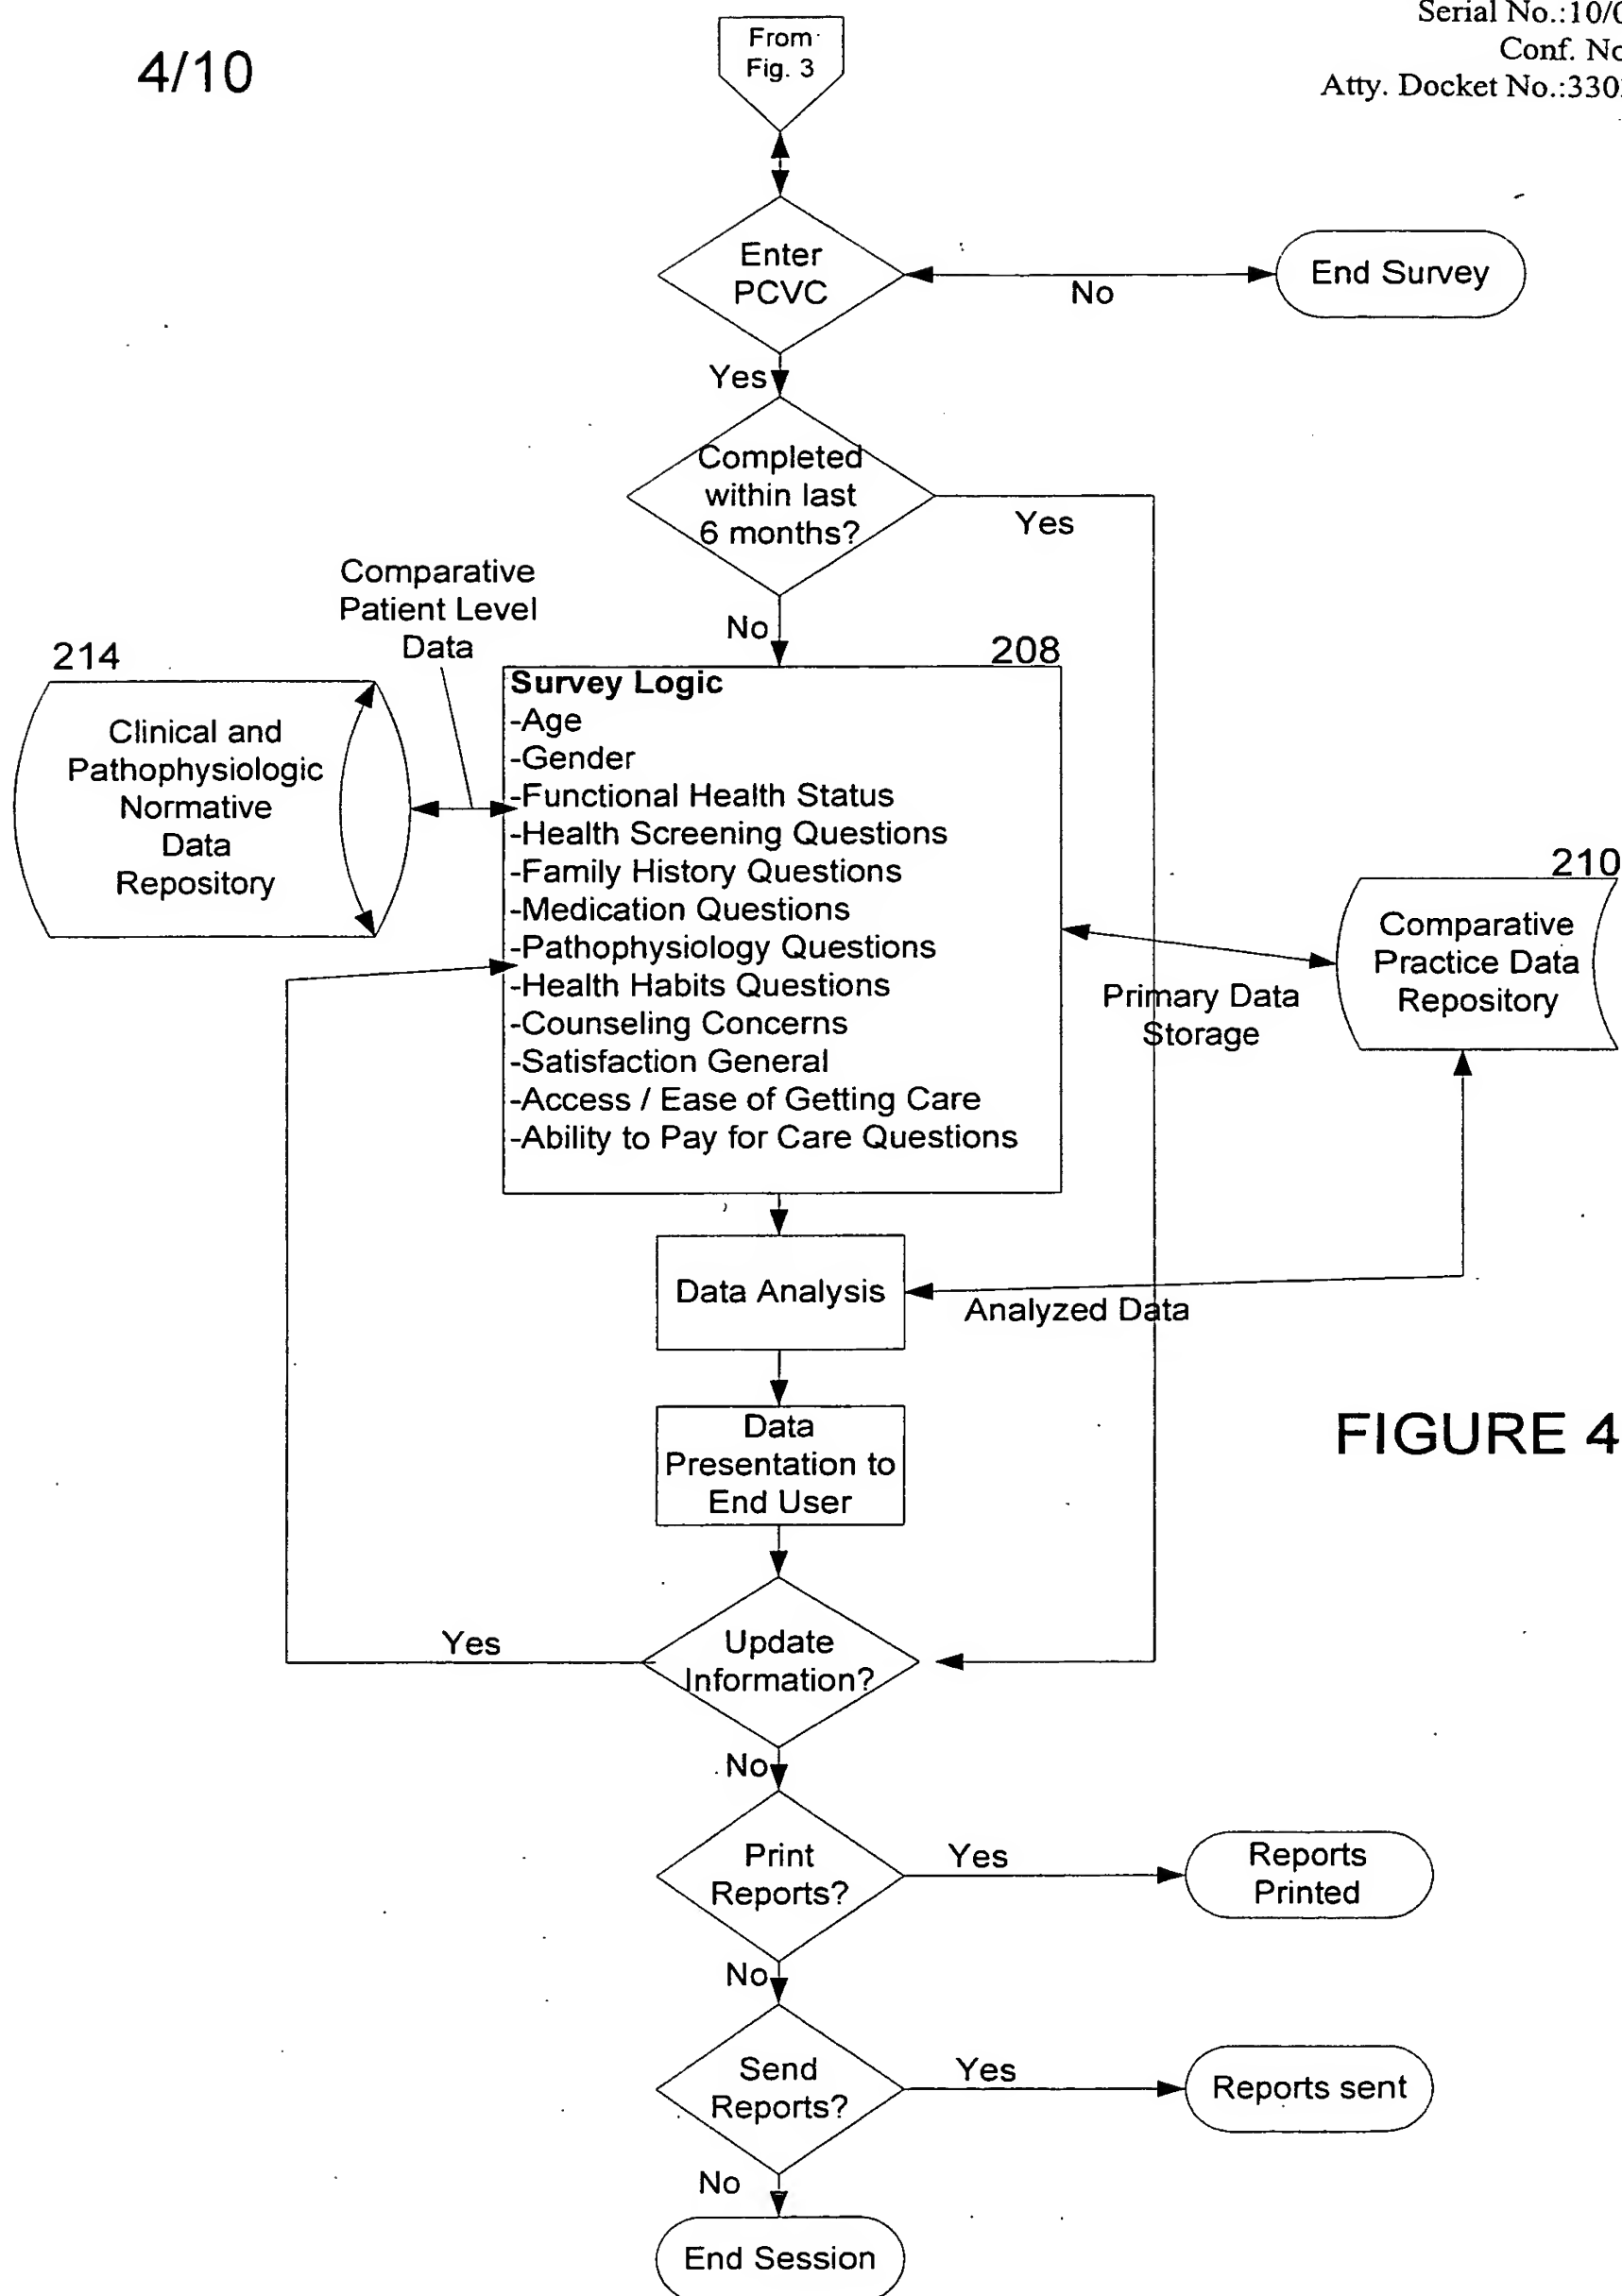 4/10
Serial No.:10/0
Conf. No
Atty. Docket No.:330
From
Fig. 3
Enter
PCVC
No
End Survey
Yes
Completed
within last
6 months?
Yes
No
Comparative
Patient Level
Data
214
Clinical and
Pathophysiologic
Normative
Data
Repository
208
Survey Logic
-Age
-Gender
-Functional Health Status
-Health Screening Questions
-Family History Questions
-Medication Questions
-Pathophysiology Questions
-Health Habits Questions
-Counseling Concerns
-Satisfaction General
-Access / Ease of Getting Care
-Ability to Pay for Care Questions
210
Comparative
Practice Data
Repository
Primary Data
Storage
Data Analysis
Analyzed Data
Data
Presentation to
End User
FIGURE 4
Update
Information?
Yes
No
Print
Reports?
Yes
Reports
Printed
No
Send
Reports?
Yes
Reports sent
No
End Session